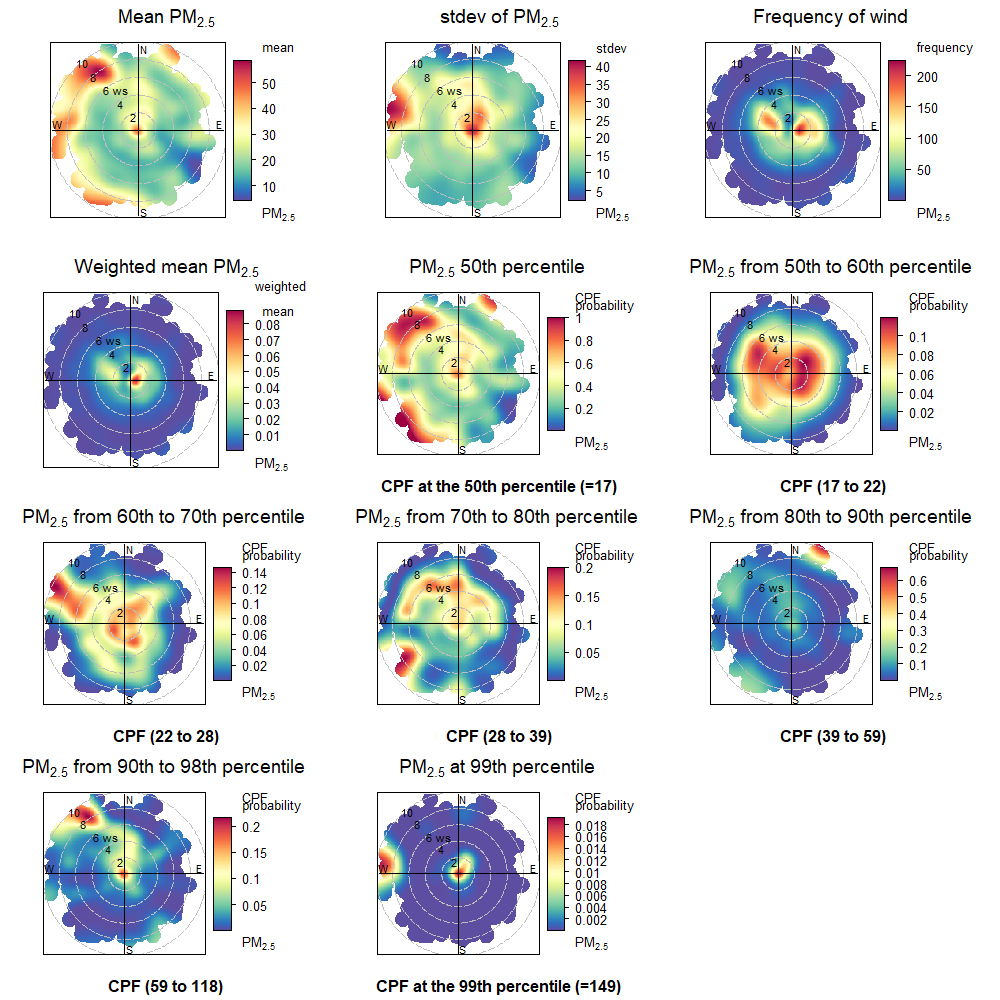 Mean PM2.5
mean
50
40
30
20
10
PM2.5
N
E
S
W
10
8
6 ws
4
2
stdev of PM2.5
stdev
40
35
30
25
20
15
10
5
PM2.5
N
E
S
W
10
8
6 ws
4
2
Frequency of wind
frequency
200
150
100
50
PM2.5
N
E
S
W
10
8
6 ws
4
2
Weighted mean PM2.5
weighted
mean
0.08
0.07
0.06
0.05
0.04
0.03
0.02
0.01
PM2.5
N
E
S
W
10
8
6 ws
4
2
PM2.5 50th percentile
CPF
probability
1
0.8
0.6
0.4
0.2
PM2.5
N
E
S
W
10
8
6 ws
4
2
CPF at the 50th percentile (=17)
PM2.5 from 50th to 60th percentile
CPF
probability
0.1
0.08
0.06
0.04
0.02
PM2.5
N
E
S
W
10
8
6 ws
4
2
CPF (17 to 22)
PM2.5 from 60th to 70th percentile
CPF
probability
0.14
0.12
0.1
0.08
0.06
0.04
0.02
PM2.5
N
E
S
W
10
8
6 ws
4
2
CPF (22 to 28)
PM2.5 from 70th to 80th percentile
CPF
probability
0.2
0.15
0.1
0.05
PM2.5
N
E
S
W
10
8
6 ws
4
2
CPF (28 to 39)
PM2.5 from 80th to 90th percentile
CPF
probability
0.6
0.5
0.4
0.3
0.2
0.1
PM2.5
N
E
S
W
10
8
6 ws
4
2
CPF (39 to 59)
PM2.5 from 90th to 98th percentile
CPF
probability
0.2
0.15
0.1
0.05
PM2.5
N
E
S
W
10
8
6 ws
4
2
CPF (59 to 118)
PM2.5 at 99th percentile
CPF
probability
0.018
0.016
0.014
0.012
0.01
0.008
0.006
0.004
0.002
PM2.5
N
E
S
W
10
8
6 ws
4
2
CPF at the 99th percentile (=149)